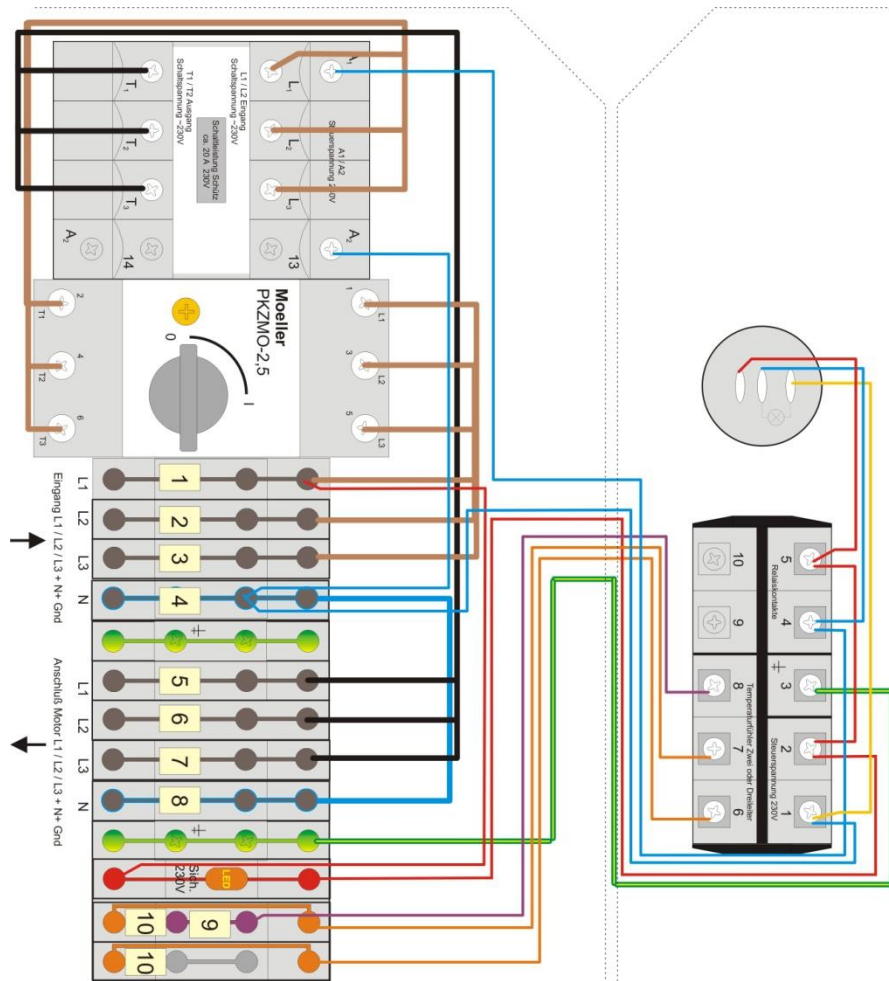 T1
T2
T3
T1 / T2 Ausgang
Schaltspannung ~230V
Schaltleistung Schütz
ca. 20 A 230V
L1 / L2 Eingang
Schaltspannung ~230V
L1
L2
L3
A1
A1 / A2
Steuerspannung 230V
A2
14
13
A2
2
T1
4
T2
6
T3
0
I
Moeller
PKZMO-2,5
1
L1
3
L2
5
L3
Eingang L1 / L2 / L3 + N+ Gnd
L1
1
L2
2
L3
3
N
4
Anschluß Motor L1 / L2 / L3 + N+ Gnd
L1
5
L2
6
L3
7
N
8
Sich.
230V
LED
10
9
10
10
5
Relaiskontakte
9
4
8
3
Temperaturfühler Zwei oder Dreileiter
7
2
Steuerspannung 230V
6
1